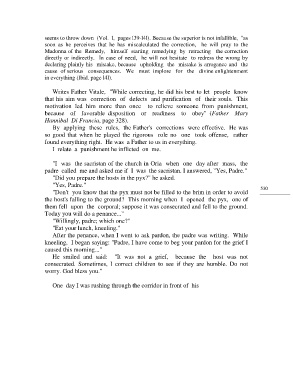 seems to throw down (Vol. 1, pages 139-140). Because the superior is not infallible, "as
soon as he perceives that he has miscalculated the correction, he will pray to the
Madonna of the Remedy, himself starting remedying by retracting the correction
directly or indirectly. In case of need, he will not hesitate to redress the wrong by
declaring plainly his mistake, because upholding the mistake is arrogance and the
cause of serious consequences. We must implore for the divine enlightenment
in everything (Ibid, page 141).
Writes Father Vitale, "While correcting, he did his best to let people know
that his aim was correction of defects and purification of their souls. This
motivation led him more than once to relieve someone from punishment,
because of favorable disposition or readiness to obey" (Father Mary
Hannibal Di Francia, page 328).
By applying these rules, the Father's corrections were effective. He was
so good that when he played the rigorous role no one took offense, rather
found everything right. He was a Father to us in everything.
I relate a punishment he inflicted on me.
"I was the sacristan of the church in Oria when one day after mass, the
padre called me and asked me if I was the sacristan. I answered, "Yes, Padre."
"Did you prepare the hosts in the pyx?" he asked.
"Yes, Padre."
"Don't you know that the pyx must not be filled to the brim in order to avoid
the host's falling to the ground? This morning when I opened the pyx, one of
them fell upon the corporal; suppose it was consecrated and fell to the ground.
Today you will do a penance..."
"Willingly, padre; which one?"
"Eat your lunch, kneeling."
After the penance, when I went to ask pardon, the padre was writing. While
kneeling, I began saying: "Padre, I have come to beg your pardon for the grief I
caused this morning..."
He smiled and said: "It was not a grief, because the host was not
consecrated. Sometimes, I correct children to see if they are humble. Do not
worry. God bless you."
One day I was rushing through the corridor in front of his